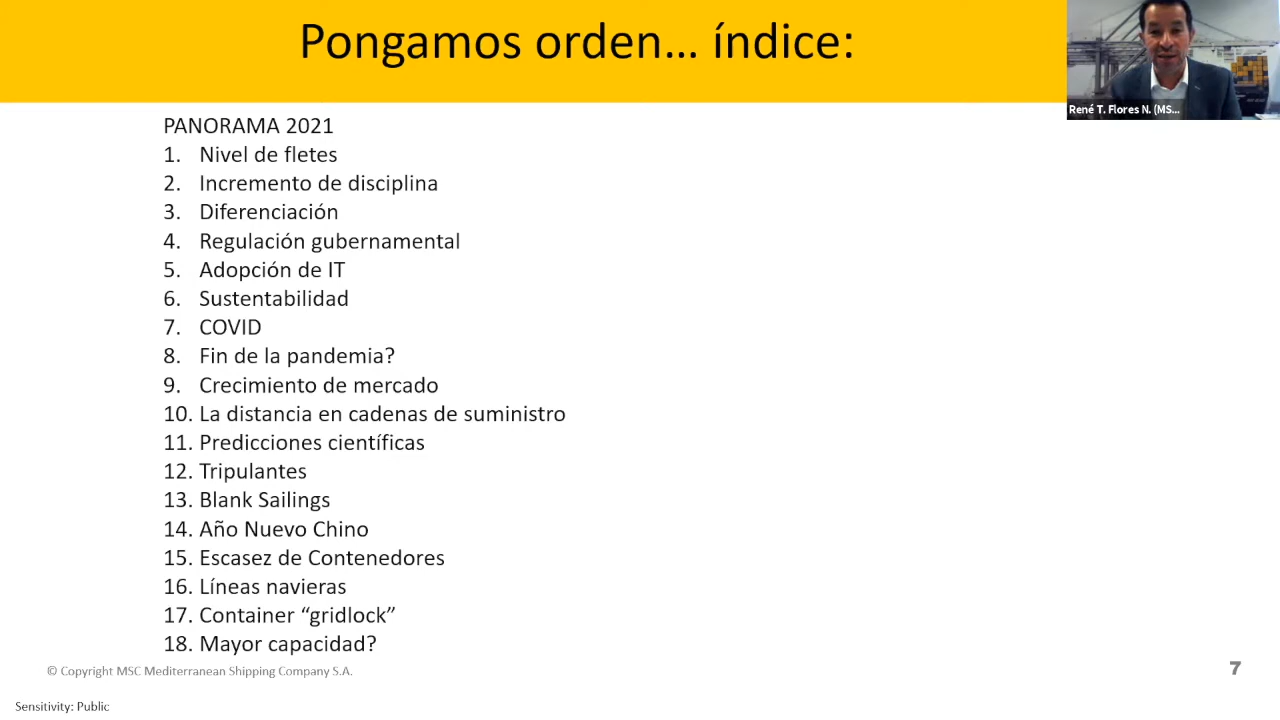 Pongamos orden... índice:
René T. Flores N. (MS...
PANORAMA 2021
1. Nivel de fletes
2. Incremento de disciplina
3. Diferenciación
4. Regulación gubernamental
5. Adopción de IT
6. Sustentabilidad
7. COVID
8. Fin de la pandemia?
9. Crecimiento de mercado
10. La distancia en cadenas de suministro
11. Predicciones científicas
12. Tripulantes
13. Blank Sailings
14. Año Nuevo Chino
15. Escasez de Contenedores
16. Líneas navieras
17. Container “gridlock”
18. Mayor capacidad?
© Copyright MSC Mediterranean Shipping Company S.A.
7
Sensitivity: Public